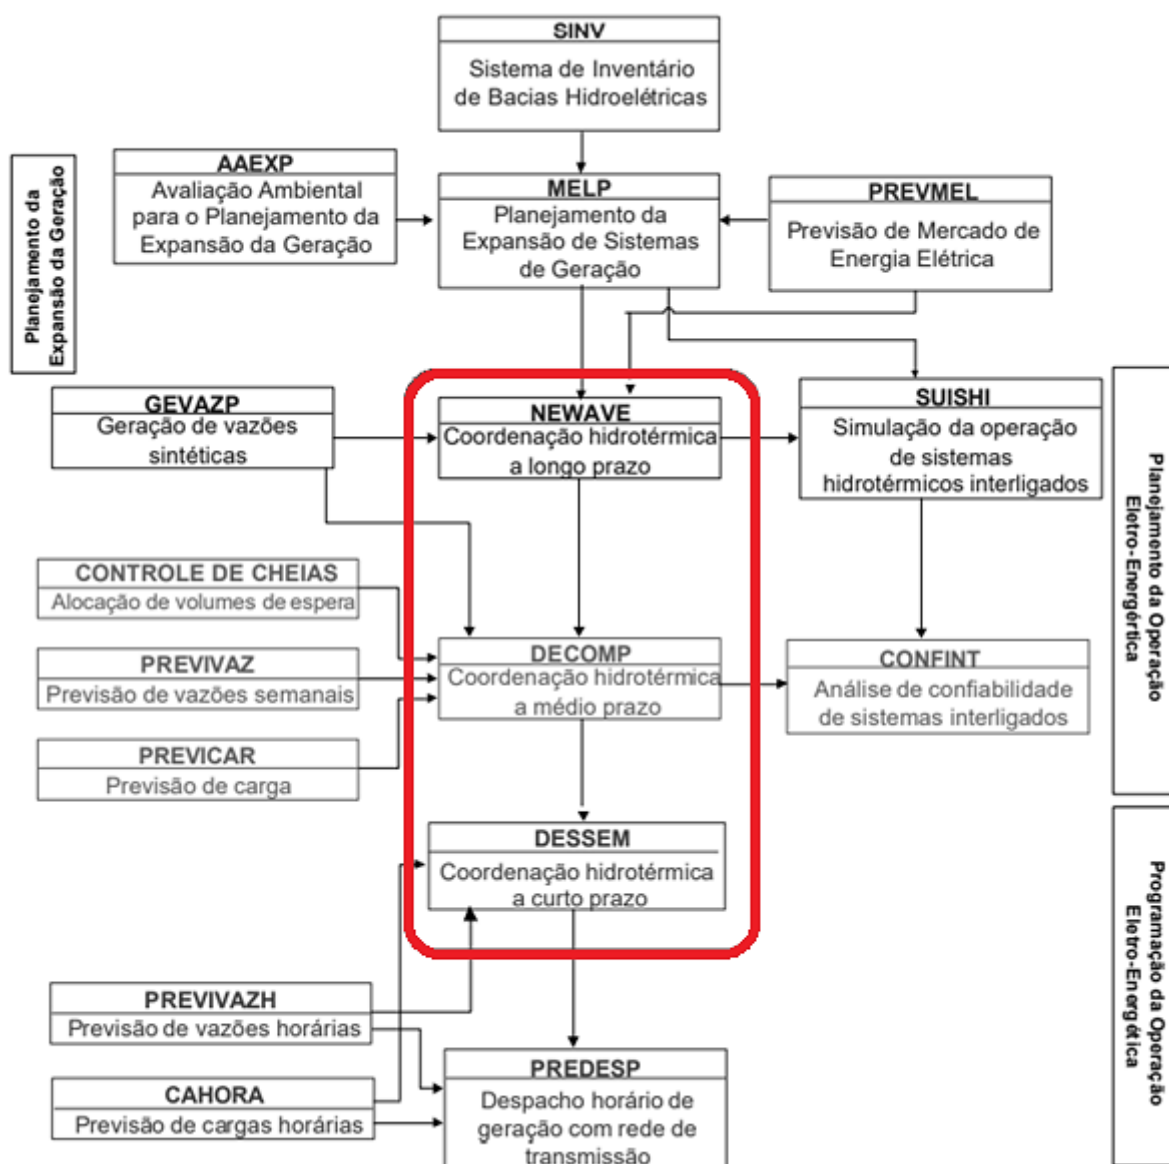 SINV
Sistema de Inventário
de Bacias Hidroelétricas
Planejamento da
Expansão da Geração
AAEXP
Avaliação Ambiental
para o Planejamento da
Expansão da Geração
MELP
Planejamento da
Expansão de Sistemas
de Geração
PREVMEL
Previsão de Mercado de
Energia Elétrica
GEVAZP
Geração de vazões
sintéticas
NEWAVE
Coordenação hidrotérmica
a longo prazo
SUISHI
Simulação da operação
de sistemas
hidrotérmicos interligados
Planejamento da Operação
Eletro-Energértica
CONTROLE DE CHEIAS
Alocação de volumes de espera
PREVIVAZ
Previsão de vazões semanais
PREVICAR
Previsão de carga
DECOMP
Coordenação hidrotérmica
a médio prazo
CONFINT
Análise de confiabilidade
de sistemas interligados
DESSEM
Coordenação hidrotérmica
a curto prazo
Programação da Operação
Eletro-Energética
PREVIVAZH
Previsão de vazões horárias
CAHORA
Previsão de cargas horárias
PREDESP
Despacho horário de
geração com rede de
transmissão